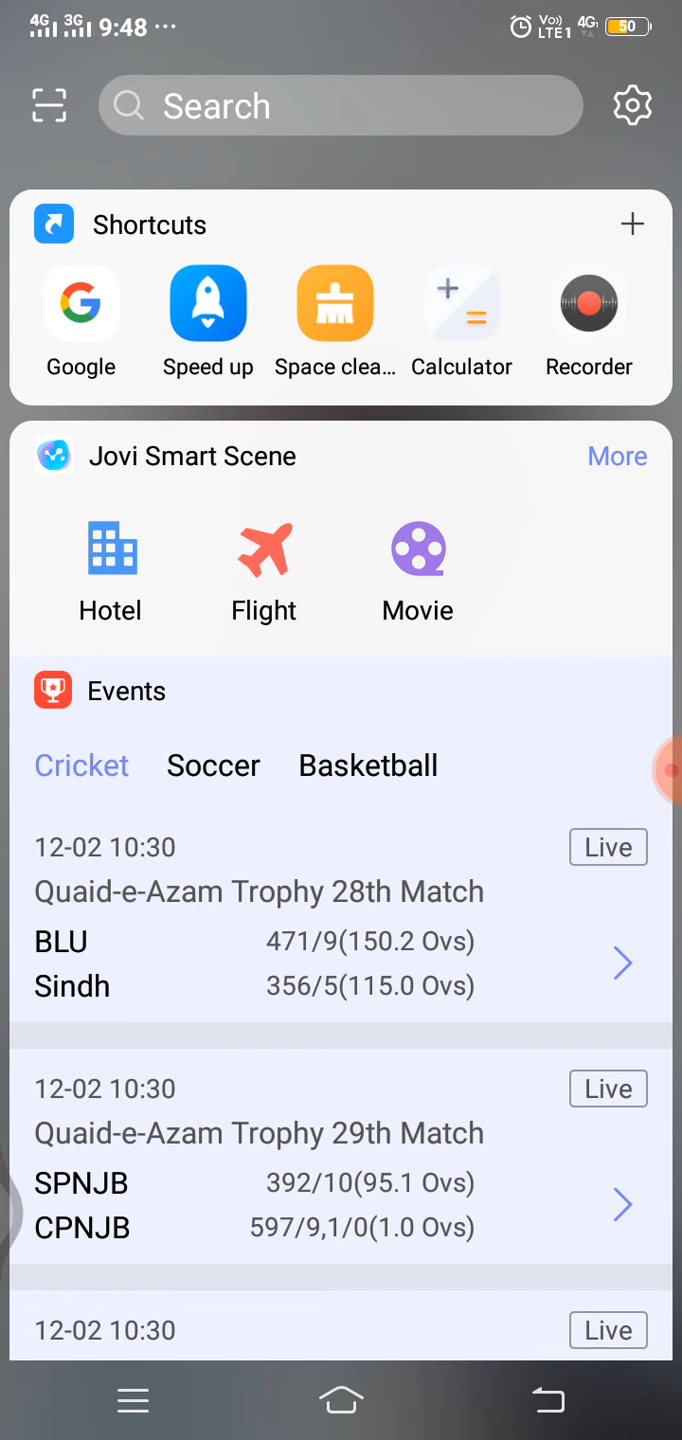 4G 3G 9:48 ... Vo) LTE1 4G 50
Search
Shortcuts
Google Speed up Space clea... Calculator Recorder
Jovi Smart Scene More
Hotel Flight Movie
Events
Cricket Soccer Basketball
12-02 10:30 Live
Quaid-e-Azam Trophy 28th Match
BLU 471/9(150.2 Ovs)
Sindh 356/5(115.0 Ovs)
12-02 10:30 Live
Quaid-e-Azam Trophy 29th Match
SPNJB 392/10(95.1 Ovs)
CPNJB 597/9,1/0(1.0 Ovs)
12-02 10:30 Live